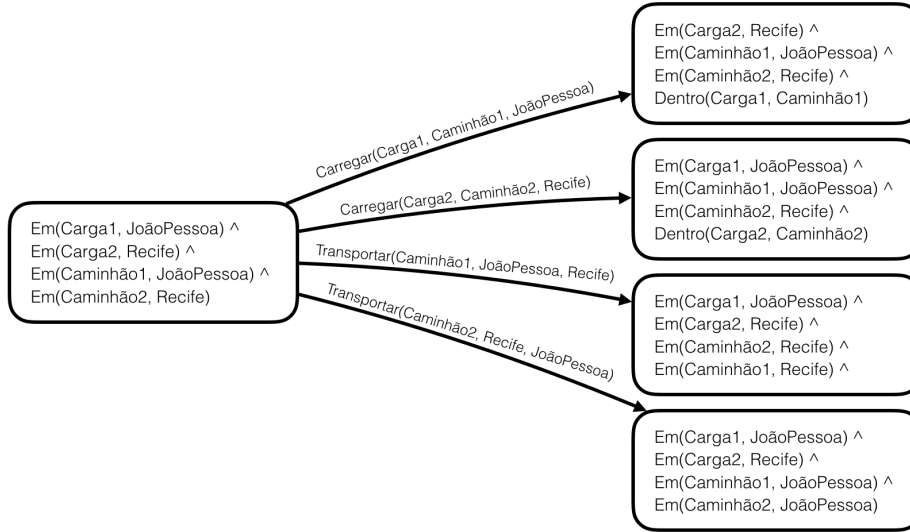 Em(Carga2, Recife) ^
Em(Caminhão1, JoãoPessoa) ^
Em(Caminhão2, Recife) ^
Dentro(Carga1, Caminhão1)
Carregar(Carga1, Caminhão1, JoãoPessoa)
Em(Carga1, JoãoPessoa) ^
Em(Caminhão1, JoãoPessoa) ^
Em(Caminhão2, Recife) ^
Dentro(Carga2, Caminhão2)
Carregar(Carga2, Caminhão2, Recife)
Em(Carga1, JoãoPessoa) ^
Em(Carga2, Recife) ^
Em(Caminhão1, JoãoPessoa) ^
Em(Caminhão2, Recife)
Transportar(Caminhão1, JoãoPessoa, Recife)
Transportar(Caminhão2, Recife, JoãoPessoa)
Em(Carga1, JoãoPessoa) ^
Em(Carga2, Recife) ^
Em(Caminhão2, Recife) ^
Em(Caminhão1, Recife) ^
Em(Carga1, JoãoPessoa) ^
Em(Carga2, Recife) ^
Em(Caminhão1, JoãoPessoa) ^
Em(Caminhão2, JoãoPessoa)